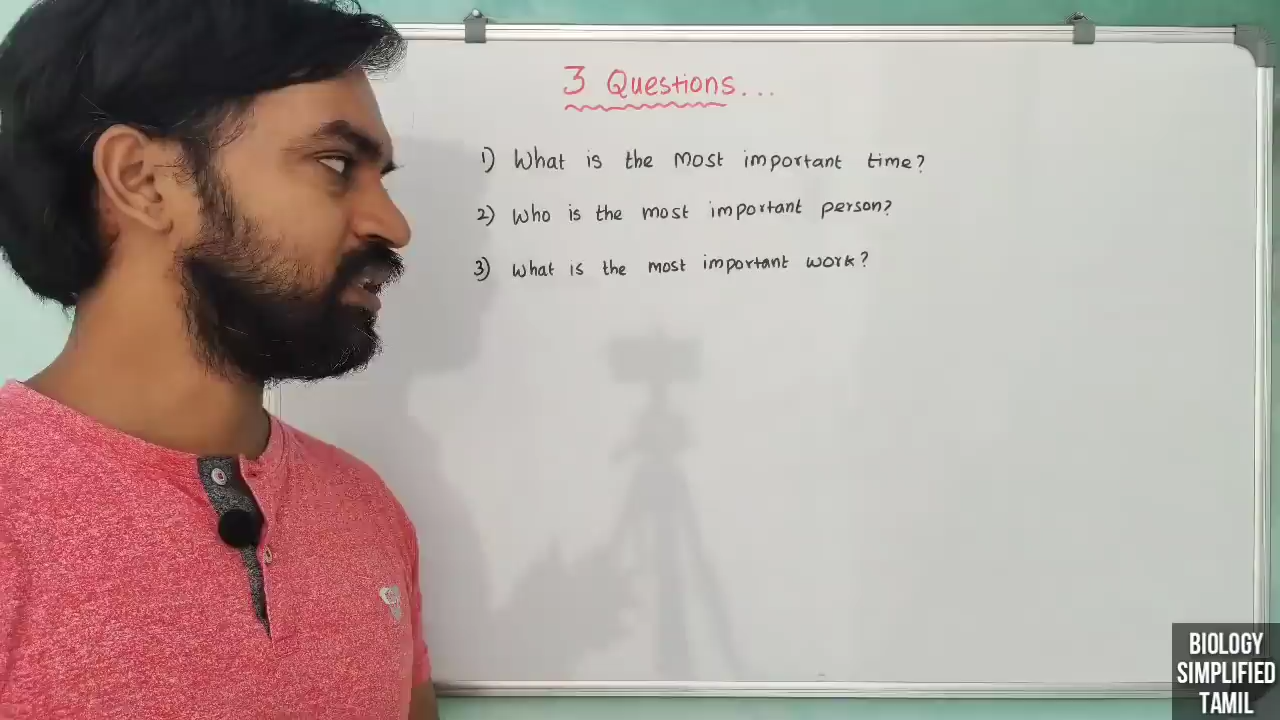 3 Questions...
1) What is the most important time?
2) Who is the most important person?
3) What is the most important work?
BIOLOGY
SIMPLIFIED
TAMIL